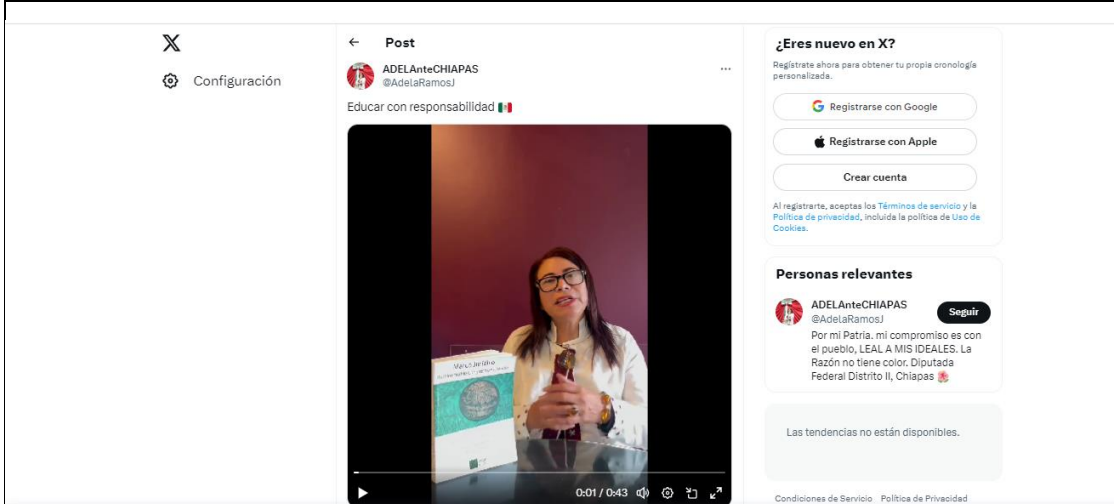 Post
Configuración
ADELAnteCHIAPAS
@AdelaRamosJ
Educar con responsabilidad
0:01 / 0:43
¿Eres nuevo en X?
Regístrate ahora para obtener tu propia cronología
personalizada.
Registrarse con Google
Registrarse con Apple
Crear cuenta
Al registrarte, aceptas los Términos de servicio y la
Política de privacidad, incluida la política de Uso de
Cookies.
Personas relevantes
ADELAnteCHIAPAS
@AdelaRamosJ
Seguir
Por mi Patria. mi compromiso es con
el pueblo, LEAL A MIS IDEALES. La
Razón no tiene color. Diputada
Federal Distrito II, Chiapas
Las tendencias no están disponibles.
Condiciones de Servicio Política de Privacidad